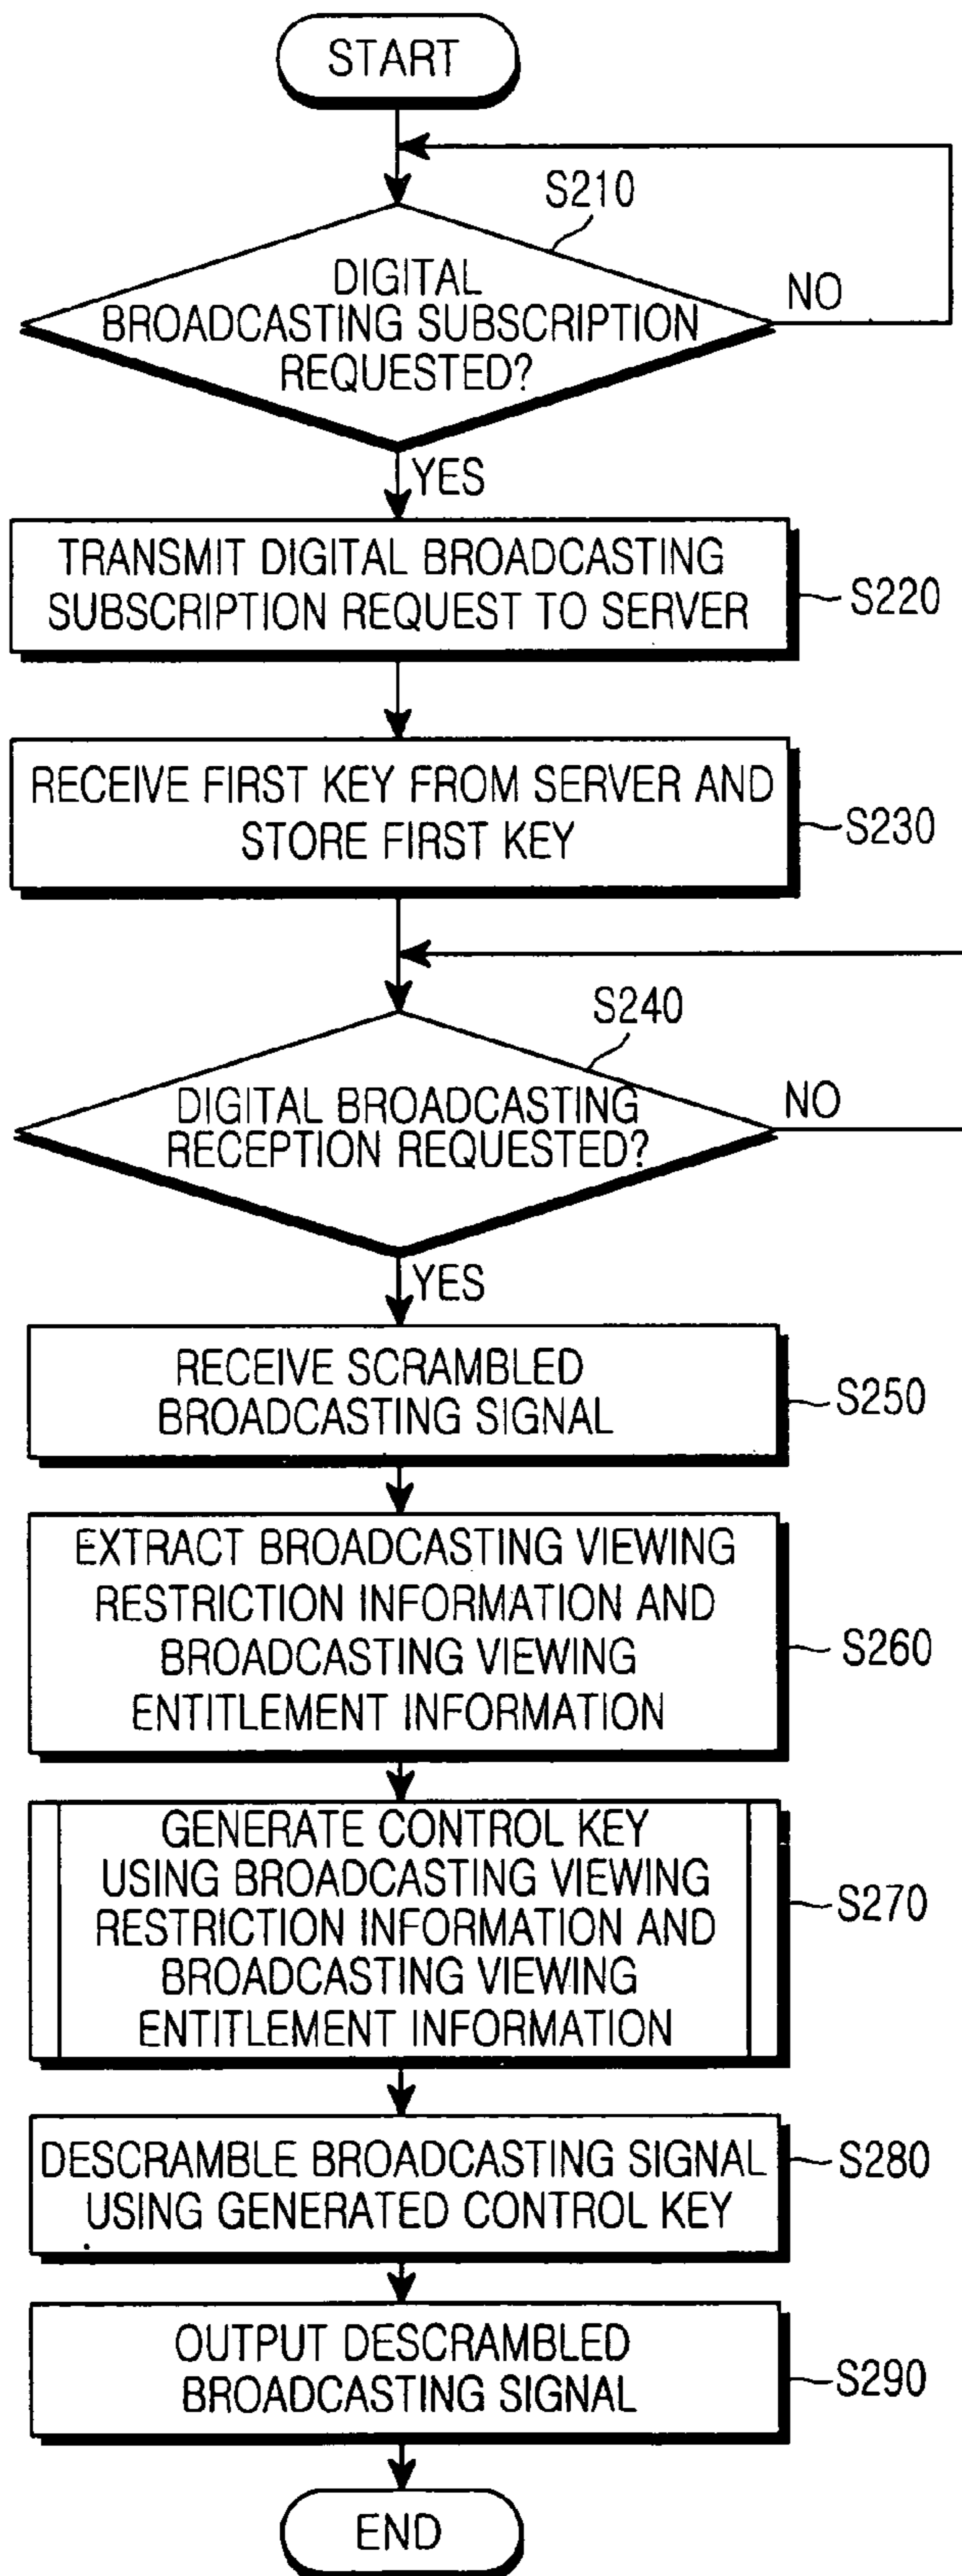 START
S210
DIGITAL
BROADCASTING SUBSCRIPTION
REQUESTED?
NO
YES
TRANSMIT DIGITAL BROADCASTING
SUBSCRIPTION REQUEST TO SERVER
S220
RECEIVE FIRST KEY FROM SERVER AND
STORE FIRST KEY
S230
S240
DIGITAL BROADCASTING
RECEPTION REQUESTED?
NO
YES
RECEIVE SCRAMBLED
BROADCASTING SIGNAL
S250
EXTRACT BROADCASTING VIEWING
RESTRICTION INFORMATION AND
BROADCASTING VIEWING
ENTITLEMENT INFORMATION
S260
GENERATE CONTROL KEY
USING BROADCASTING VIEWING
RESTRICTION INFORMATION AND
BROADCASTING VIEWING
ENTITLEMENT INFORMATION
S270
DESCRAMBLE BROADCASTING SIGNAL
USING GENERATED CONTROL KEY
S280
OUTPUT DESCRAMBLED
BROADCASTING SIGNAL
S290
END